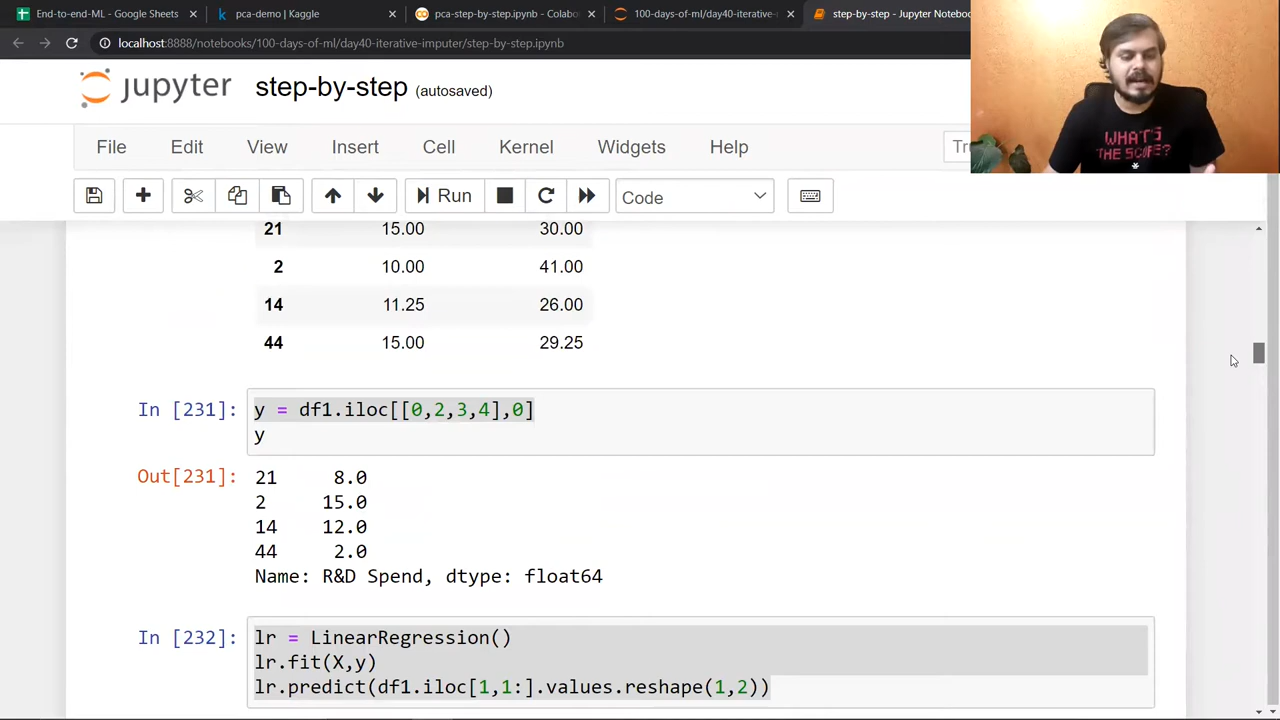 End-to-end-ML - Google Sheets
pca-demo | Kaggle
pca-step-by-step.ipynb - Colabo
100-days-of-ml/day40-iterative-
step-by-step - Jupyter Notebook
localhost:8888/notebooks/100-days-of-ml/day40-iterative-imputer/step-by-step.ipynb
jupyter step-by-step (autosaved)
WHAT'S
THE SCOPE?
File Edit View Insert Cell Kernel Widgets Help
Run Code
21 15.00 30.00
2 10.00 41.00
14 11.25 26.00
44 15.00 29.25
In [231]: y = df1.iloc[[0,2,3,4],0]
y
Out[231]: 21 8.0
2 15.0
14 12.0
44 2.0
Name: R&D Spend, dtype: float64
In [232]: lr = LinearRegression()
lr.fit(X,y)
lr.predict(df1.iloc[1,1:].values.reshape(1,2))